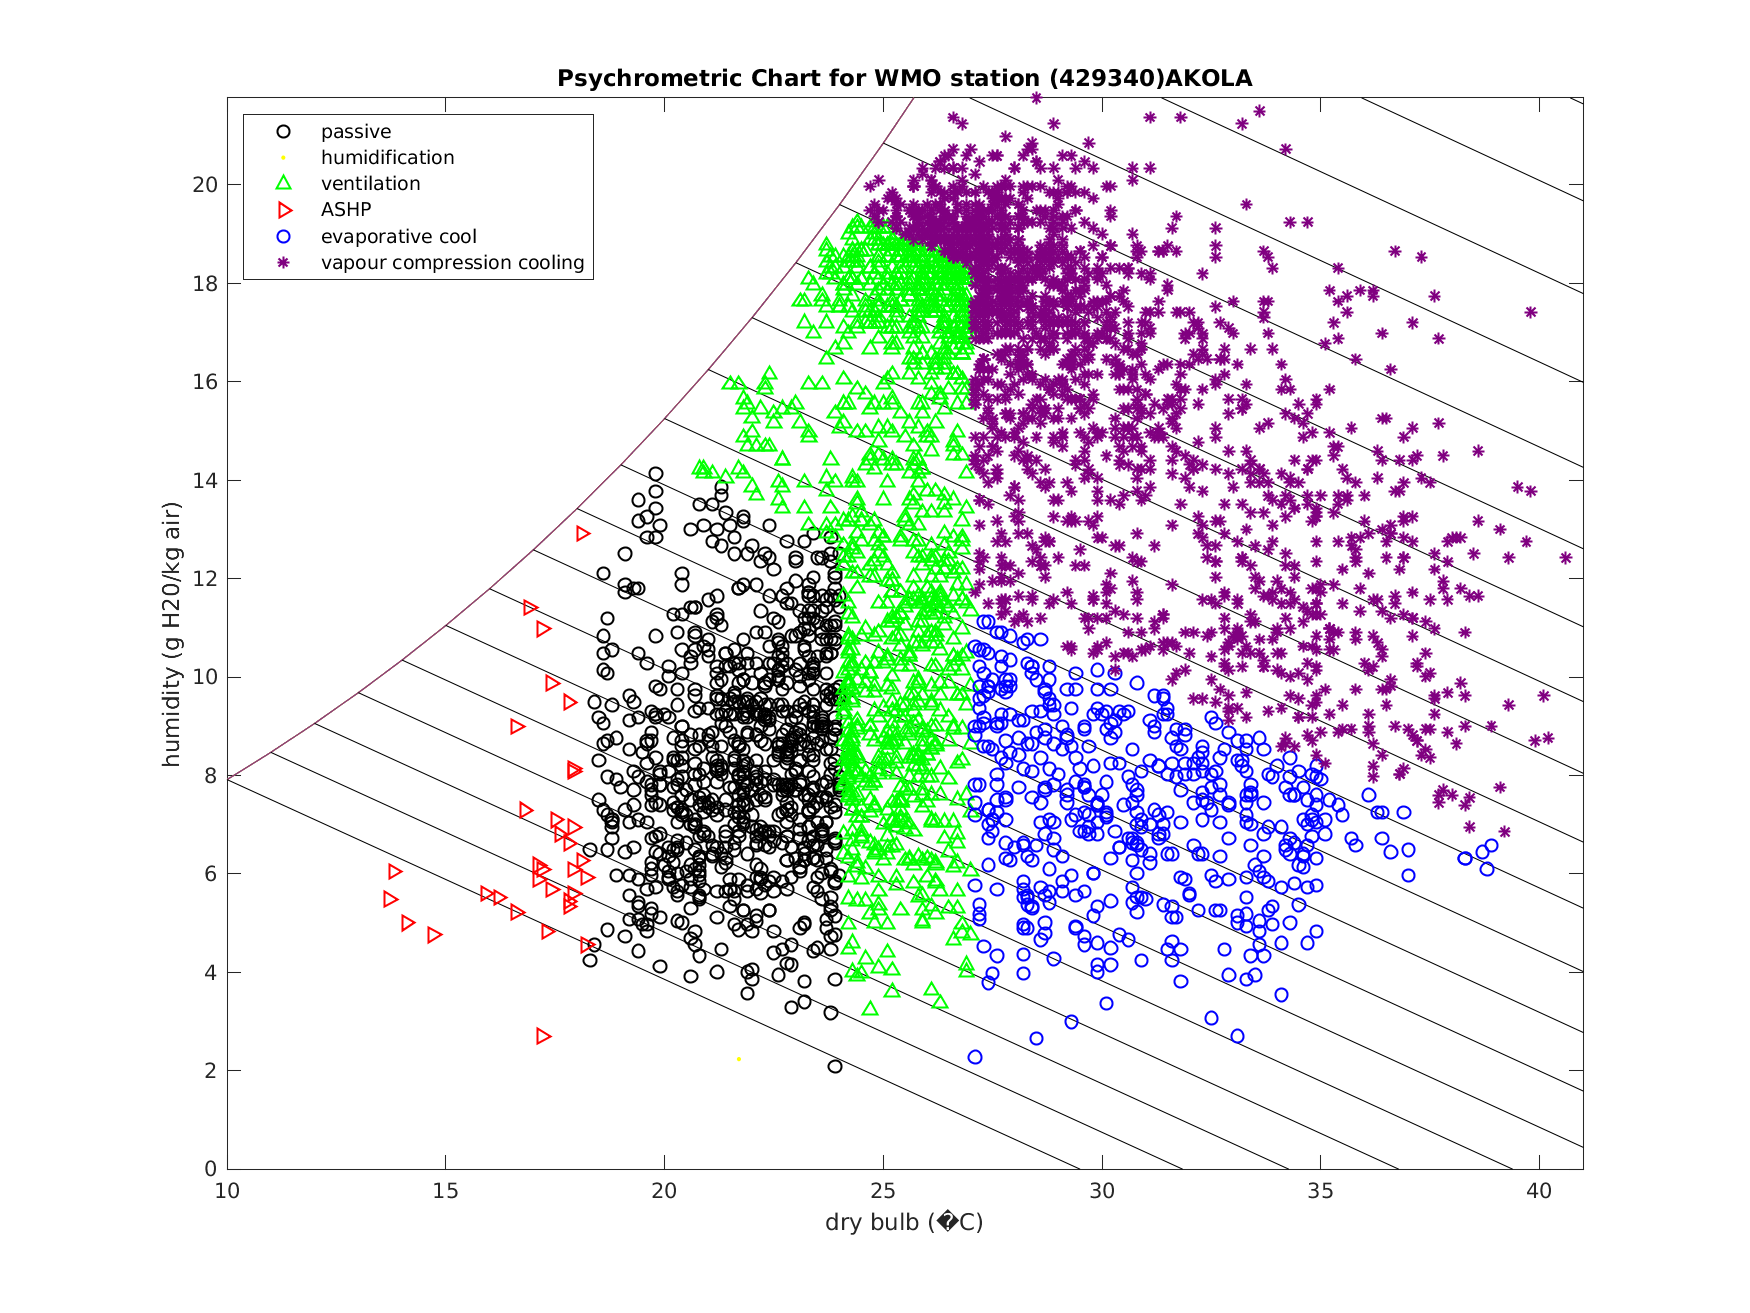 Psychrometric Chart for WMO station (429340)AKOLA
passive
humidification
ventilation
ASHP
evaporative cool
vapour compression cooling
humidity (g H20/kg air)
20
18
16
14
12
10
8
6
4
2
0
10 15 20 25 30 35 40
dry bulb (�C)